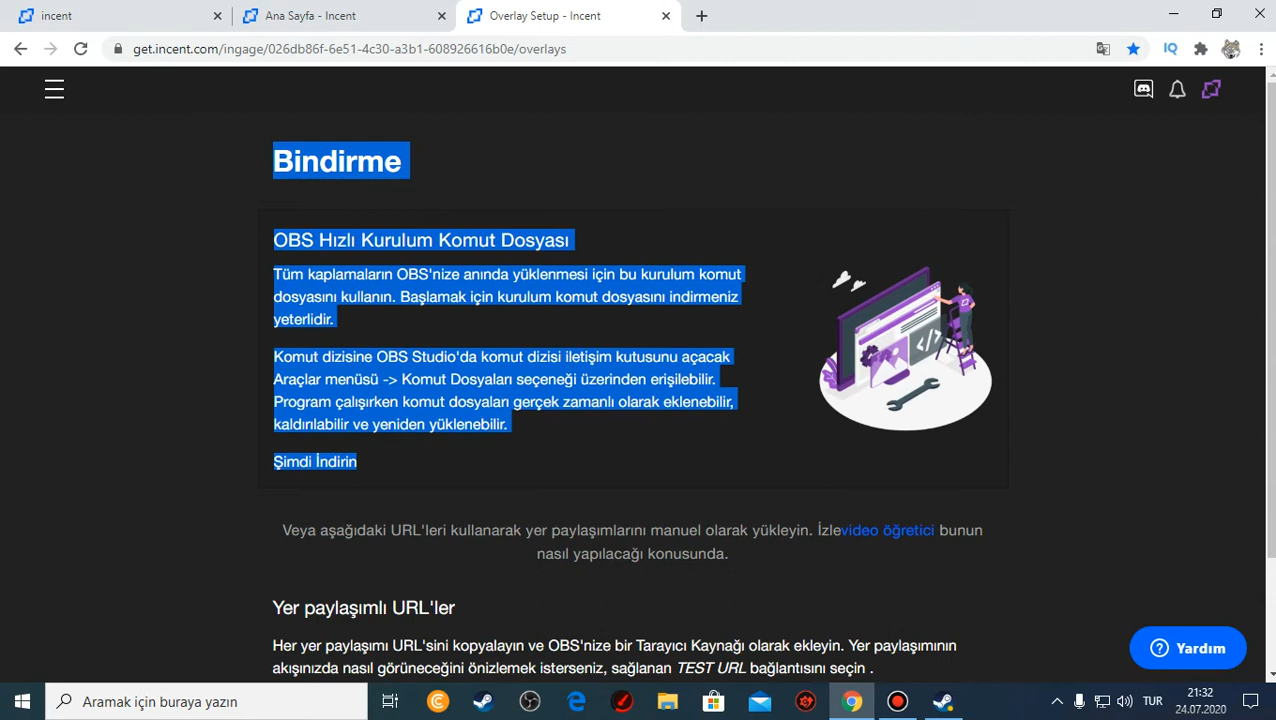 incent
Ana Sayfa - Incent
Overlay Setup - Incent
get.incent.com/ingage/026db86f-6e51-4c30-a3b1-608926616b0e/overlays
IQ
Bindirme
OBS Hızlı Kurulum Komut Dosyası
Tüm kaplamaların OBS'nize anında yüklenmesi için bu kurulum komut
dosyasını kullanın. Başlamak için kurulum komut dosyasını indirmeniz
yeterlidir.
Komut dizisine OBS Studio'da komut dizisi iletişim kutusunu açacak
Araçlar menüsü -> Komut Dosyaları seçeneği üzerinden erişilebilir.
Program çalışırken komut dosyaları gerçek zamanlı olarak eklenebilir,
kaldırılabilir ve yeniden yüklenebilir.
Şimdi İndirin
</>
Veya aşağıdaki URL'leri kullanarak yer paylaşımlarını manuel olarak yükleyin. İzlevideo öğretici bunun
nasıl yapılacağı konusunda.
Yer paylaşımlı URL'ler
Her yer paylaşımı URL'sini kopyalayın ve OBS'nize bir Tarayıcı Kaynağı olarak ekleyin. Yer paylaşımının
akışınızda nasıl görüneceğini önizlemek isterseniz, sağlanan TEST URL bağlantısını seçin .
Yardım
Aramak için buraya yazın
TUR
21:32
24.07.2020